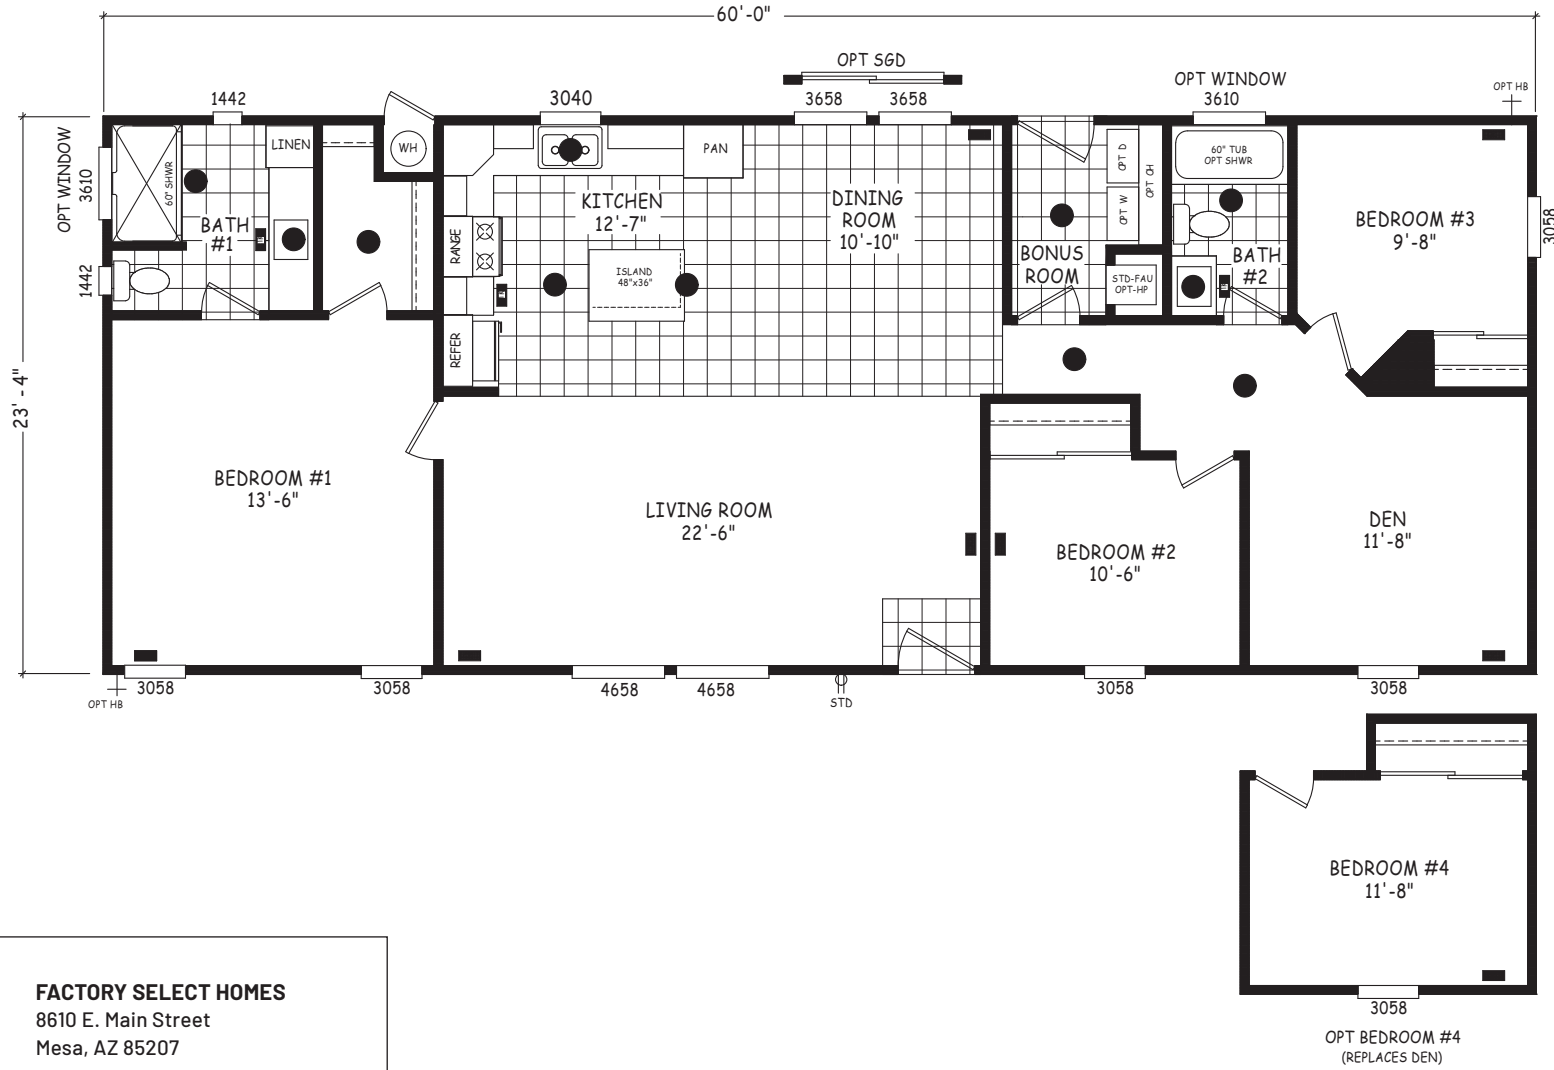 60'-0"
OPT SGD
OPT WINDOW
OPT HB
1442
3040
3658
3658
3610
OPT WINDOW
3610
60" SHWR
LINEN
WH
PAN
OPT D
OPT CH
OPT W
60" TUB
OPT SHWR
BATH
#1
KITCHEN
12'-7"
DINING
ROOM
10'-10"
BEDROOM #3
9'-8"
3058
RANGE
ISLAND
48"x36"
BONUS
ROOM
STD-FAU
OPT-HP
BATH
#2
1442
REFER
23'-4"
BEDROOM #1
13'-6"
LIVING ROOM
22'-6"
BEDROOM #2
10'-6"
DEN
11'-8"
3058
3058
4658
4658
3058
3058
OPT HB
STD
BEDROOM #4
11'-8"
3058
OPT BEDROOM #4
(REPLACES DEN)
FACTORY SELECT HOMES
8610 E. Main Street
Mesa, AZ 85207